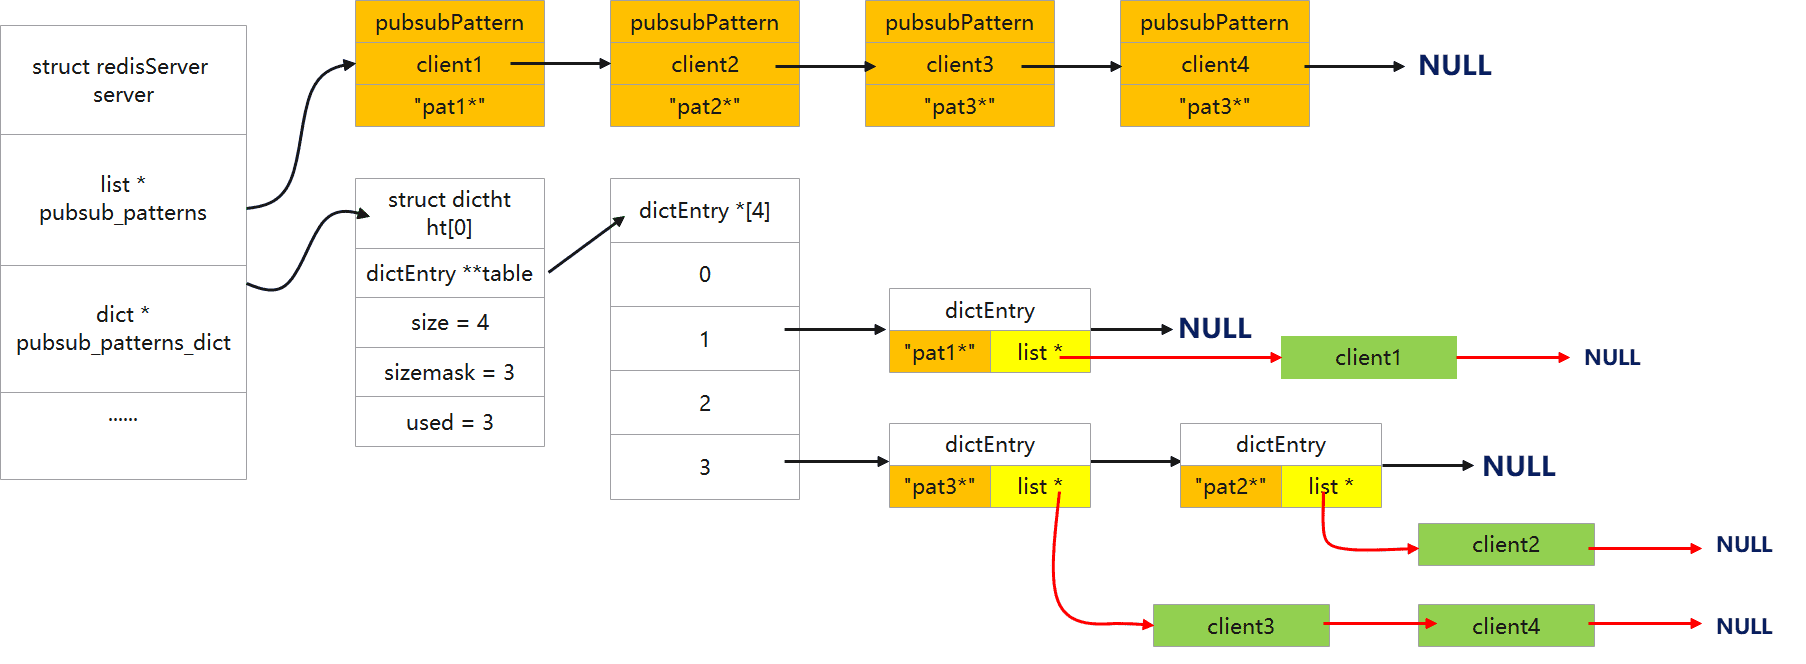 struct redisServer
server
list *
pubsub_patterns
dict *
pubsub_patterns_dict
······
pubsubPattern
client1
"pat1*"
pubsubPattern
client2
"pat2*"
pubsubPattern
client3
"pat3*"
pubsubPattern
client4
"pat3*"
NULL
struct dictht
ht[0]
dictEntry **table
size = 4
sizemask = 3
used = 3
dictEntry *[4]
0
1
2
3
dictEntry
"pat1*" list *
NULL
client1
NULL
dictEntry
"pat3*" list *
dictEntry
"pat2*" list *
NULL
client2
NULL
client3
client4
NULL